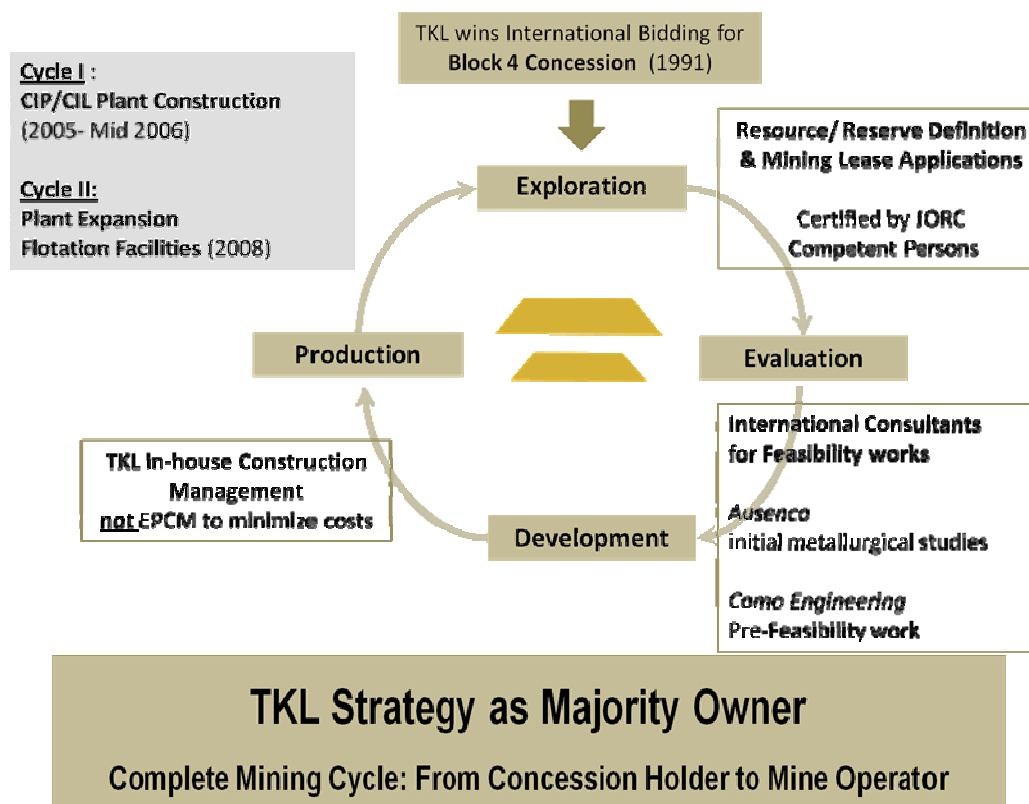 TKL wins International Bidding for
Block 4 Concession (1991)
Cycle I :
CIP/CIL Plant Construction
(2005- Mid 2006)
Cycle II:
Plant Expansion
Flotation Facilities (2008)
Resource/ Reserve Definition
& Mining Lease Applications
Certified by JORC
Competent Persons
Exploration
Production
Evaluation
International Consultants
for Feasibility works
Ausenco
initial metallurgical studies
Como Engineering
Pre-Feasibility work
TKL In-house Construction
Management
not EPCM to minimize costs
Development
TKL Strategy as Majority Owner
Complete Mining Cycle: From Concession Holder to Mine Operator